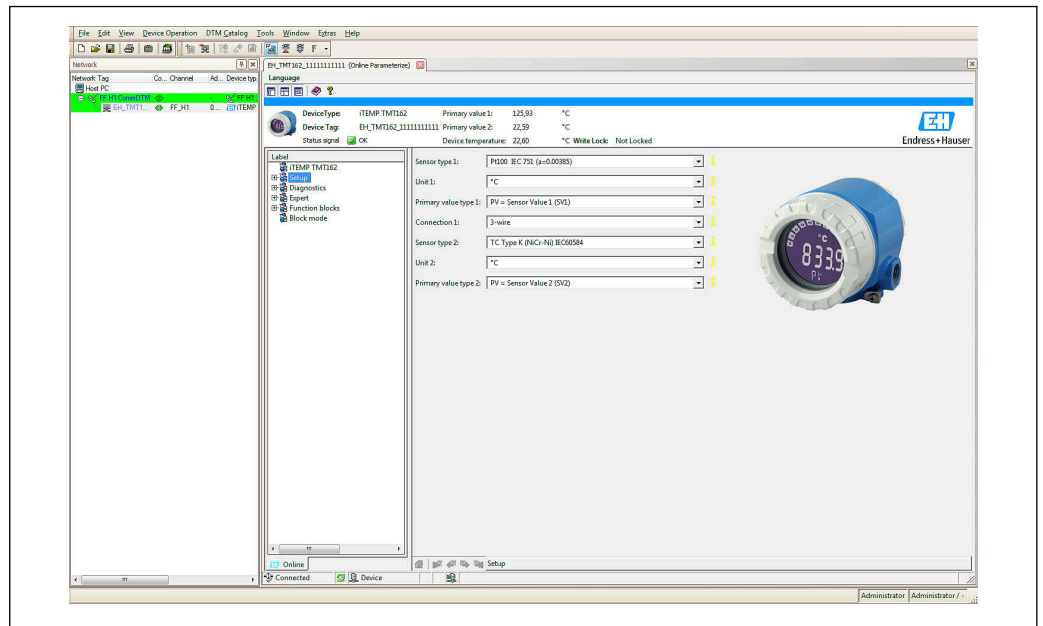 File Edit View Device Operation DTM Catalog Tools Window Extras Help
Network
EH_TMT162_11111111111 (Online Parameterize)
Network Tag Co... Channel Ad... Device typ
Host PC
FF H1 CommDTM - FF H1
EH_TMT1... FF_H1 0... iTEMP
Language
DeviceType: iTEMP TMT162 Primary value 1: 125,93 °C
Device Tag: EH_TMT162_11111111111 Primary value 2: 22,59 °C
Status signal OK Device temperature: 22,60 °C Write Lock: Not Locked
EH
Endress+Hauser
Label
iTEMP TMT162
Setup
Diagnostics
Expert
Function blocks
Block mode
Sensor type 1: Pt100 IEC 751 (a=0.00385)
Unit 1: °C
Primary value type 1: PV = Sensor Value 1 (SV1)
Connection 1: 3-wire
Sensor type 2: TC Type K (NiCr-Ni) IEC60584
Unit 2: °C
Primary value type 2: PV = Sensor Value 2 (SV2)
°C
833.9
PV
Online
Setup
Connected Device
Administrator Administrator / -